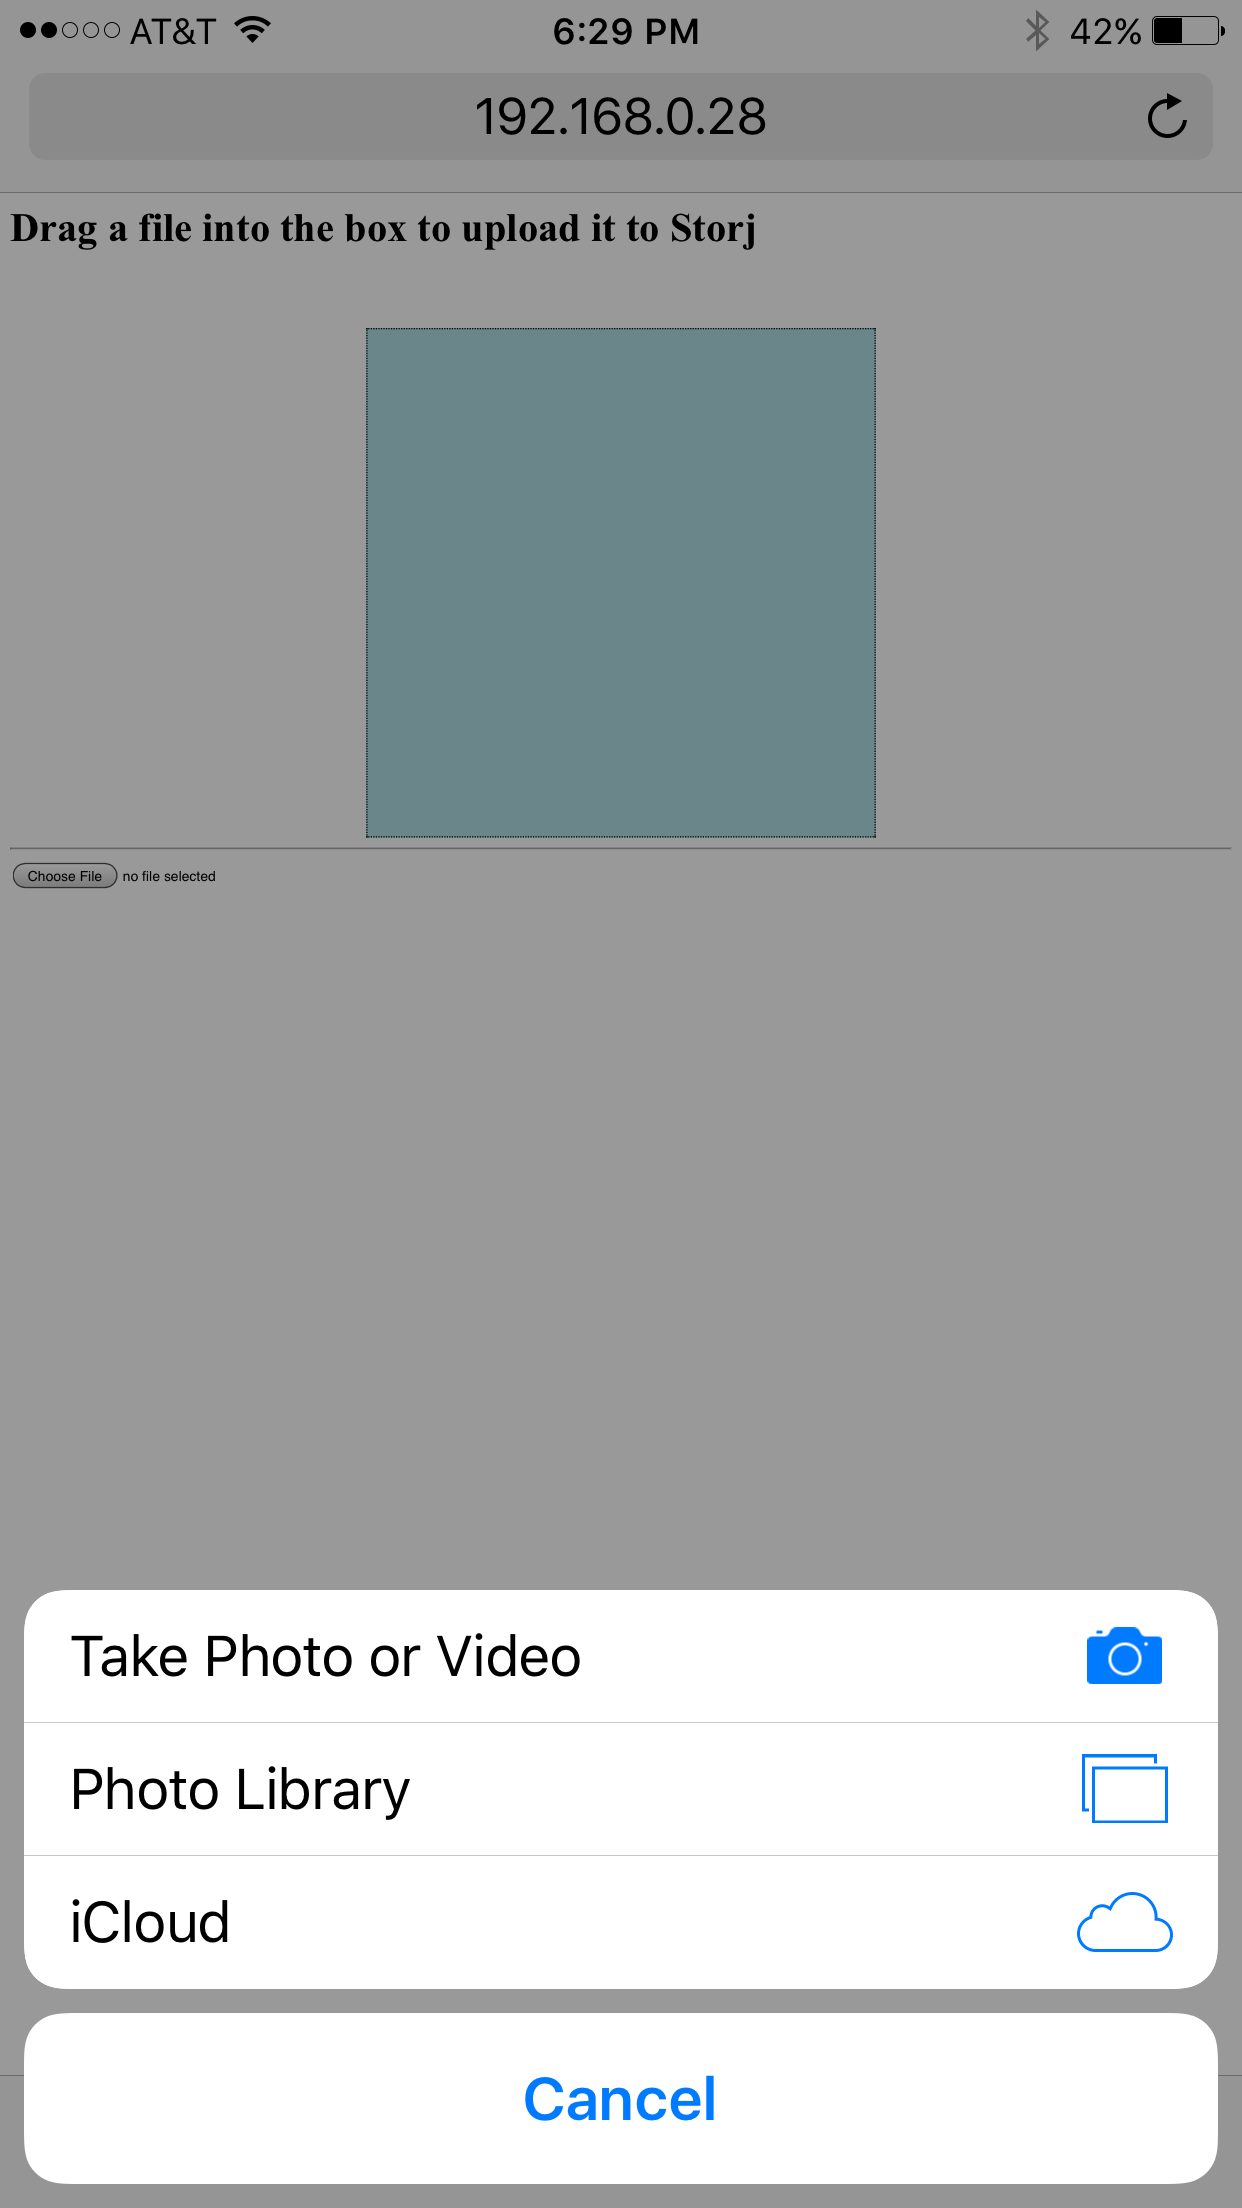 AT&T 6:29 PM 42%
192.168.0.28
Drag a file into the box to upload it to Storj
Choose File no file selected
Take Photo or Video
Photo Library
iCloud
Cancel